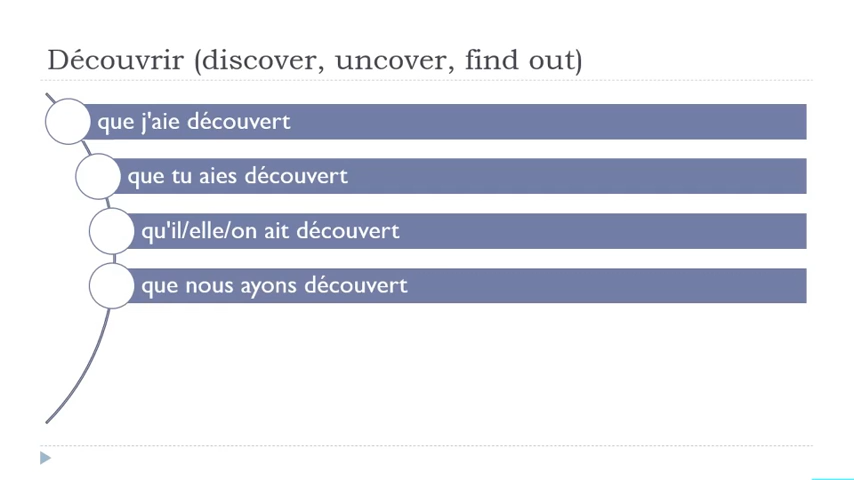 Découvrir (discover, uncover, find out)
que j'aie découvert
que tu aies découvert
qu'il/elle/on ait découvert
que nous ayons découvert